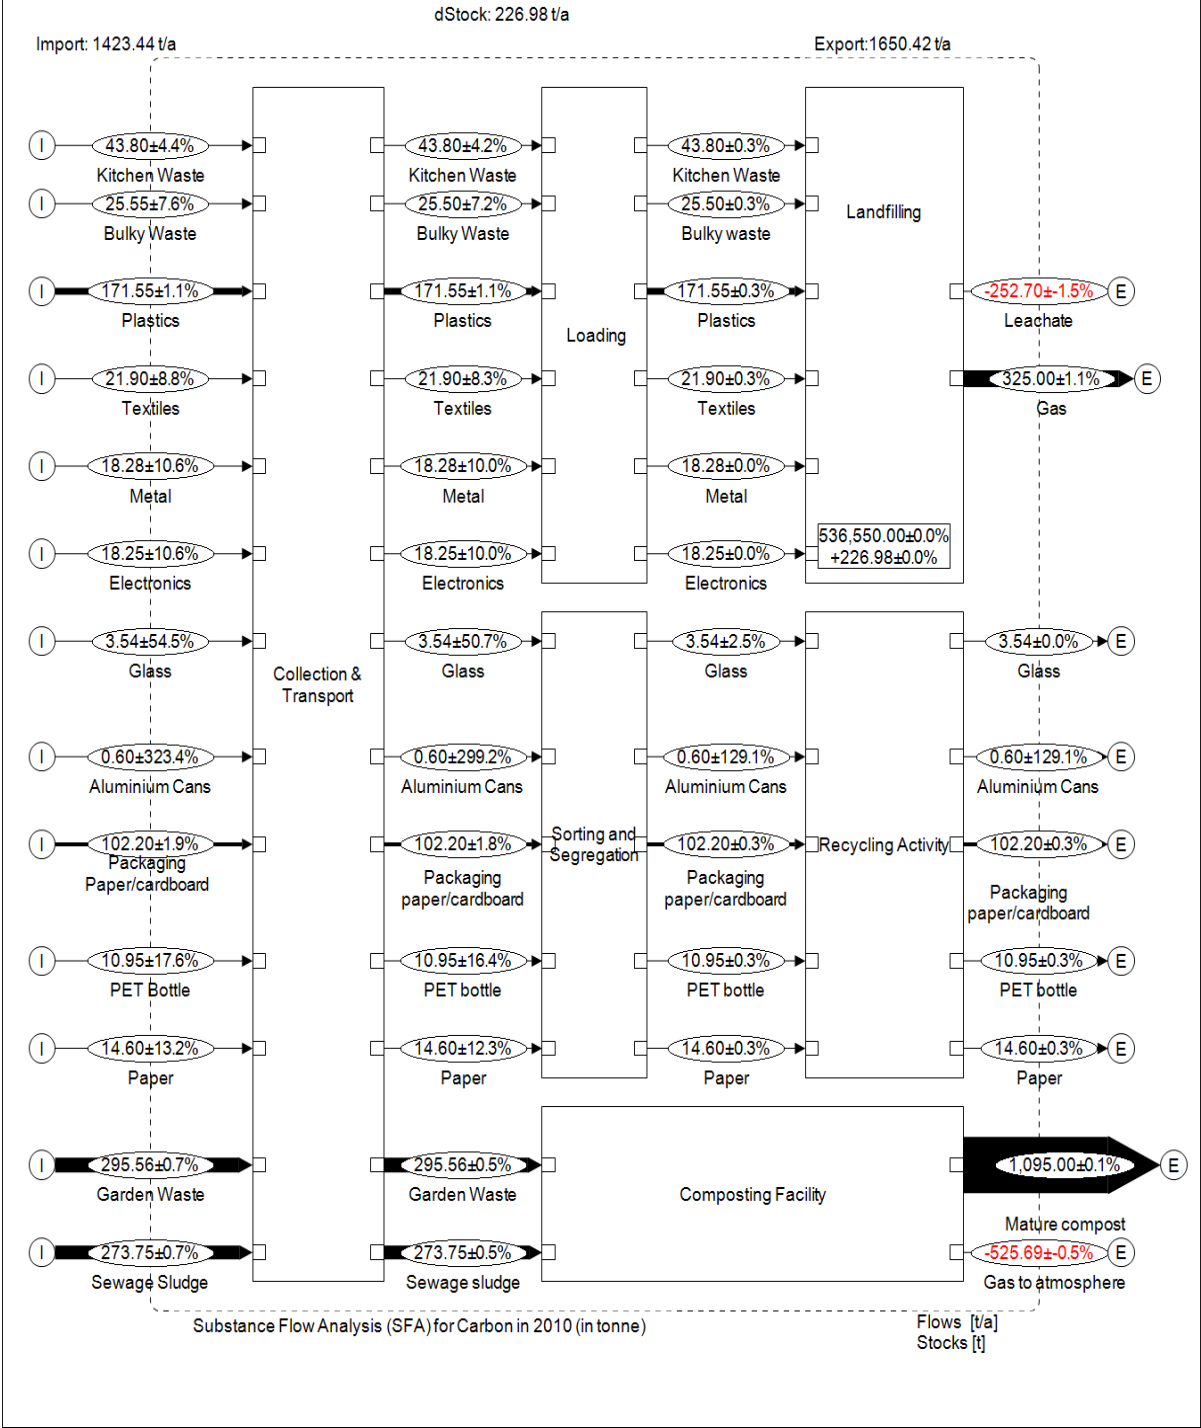 dStock: 226.98 t/a
Import: 1423.44 t/a
Export:1650.42 t/a
I
43.80±4.4%
43.80±4.2%
43.80±0.3%
Kitchen Waste
Kitchen Waste
Kitchen Waste
I
25.55±7.6%
25.50±7.2%
25.50±0.3%
Landfilling
Bulky Waste
Bulky Waste
Bulky waste
I
171.55±1.1%
171.55±1.1%
171.55±0.3%
-252.70±-1.5%
E
Plastics
Plastics
Plastics
Leachate
Loading
I
21.90±8.8%
21.90±8.3%
21.90±0.3%
325.00±1.1%
E
Textiles
Textiles
Textiles
Gas
I
18.28±10.6%
18.28±10.0%
18.28±0.0%
Metal
Metal
Metal
536,550.00±0.0%
+226.98±0.0%
I
18.25±10.6%
18.25±10.0%
18.25±0.0%
Electronics
Electronics
Electronics
I
3.54±54.5%
3.54±50.7%
3.54±2.5%
3.54±0.0%
E
Glass
Glass
Glass
Glass
Collection &
Transport
I
0.60±323.4%
0.60±299.2%
0.60±129.1%
0.60±129.1%
E
Aluminium Cans
Aluminium Cans
Aluminium Cans
Aluminium Cans
Sorting and
Segregation
Recycling Activity
I
102.20±1.9%
102.20±1.8%
102.20±0.3%
102.20±0.3%
E
Packaging
Paper/cardboard
Packaging
paper/cardboard
Packaging
paper/cardboard
Packaging
paper/cardboard
I
10.95±17.6%
10.95±16.4%
10.95±0.3%
10.95±0.3%
E
PET Bottle
PET bottle
PET bottle
PET bottle
I
14.60±13.2%
14.60±12.3%
14.60±0.3%
14.60±0.3%
E
Paper
Paper
Paper
Paper
I
295.56±0.7%
295.56±0.5%
1,095.00±0.1%
E
Garden Waste
Garden Waste
Composting Facility
Mature compost
I
273.75±0.7%
273.75±0.5%
-525.69±-0.5%
E
Sewage Sludge
Sewage sludge
Gas to atmosphere
Substance Flow Analysis (SFA) for Carbon in 2010 (in tonne)
Flows [t/a]
Stocks [t]